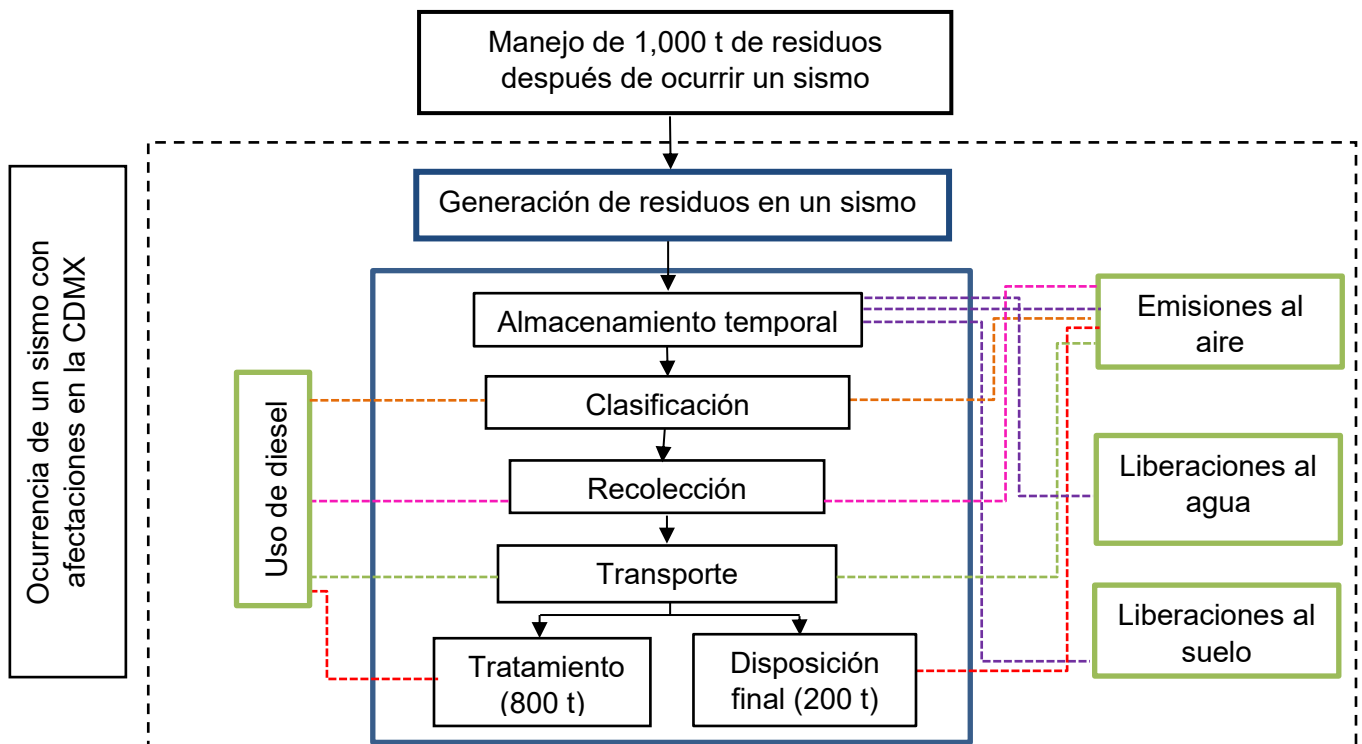 Manejo de 1,000 t de residuos
después de ocurrir un sismo
Ocurrencia de un sismo con
afectaciones en la CDMX
Generación de residuos en un sismo
Almacenamiento temporal
Clasificación
Recolección
Transporte
Tratamiento
(800 t)
Disposición
final (200 t)
Uso de diesel
Emisiones al
aire
Liberaciones al
agua
Liberaciones al
suelo